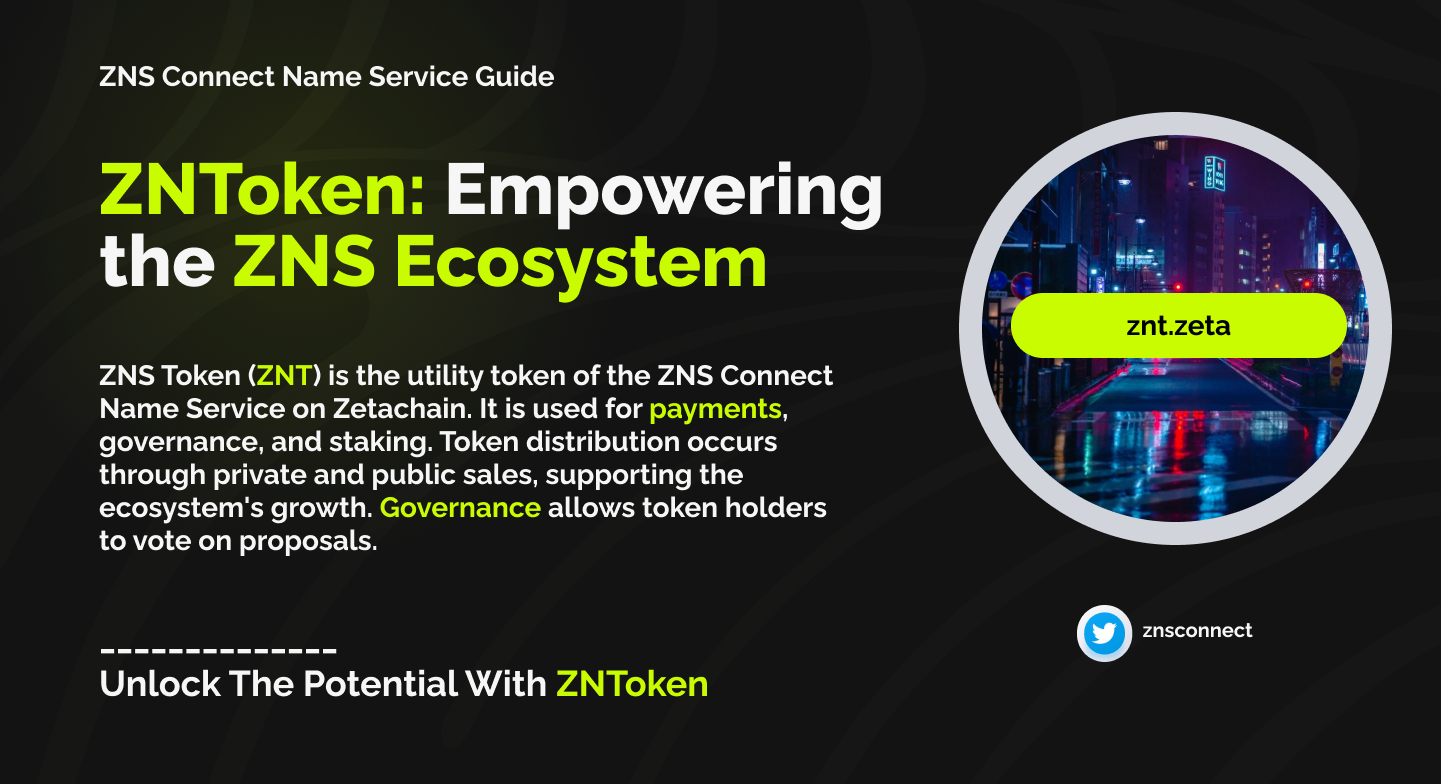 ZNS Connect Name Service Guide
ZNToken: Empowering
the ZNS Ecosystem
ZNS Token (ZNT) is the utility token of the ZNS Connect
Name Service on Zetachain. It is used for payments,
governance, and staking. Token distribution occurs
through private and public sales, supporting the
ecosystem's growth. Governance allows token holders
to vote on proposals.
--------------
Unlock The Potential With ZNToken
znt.zeta
znsconnect